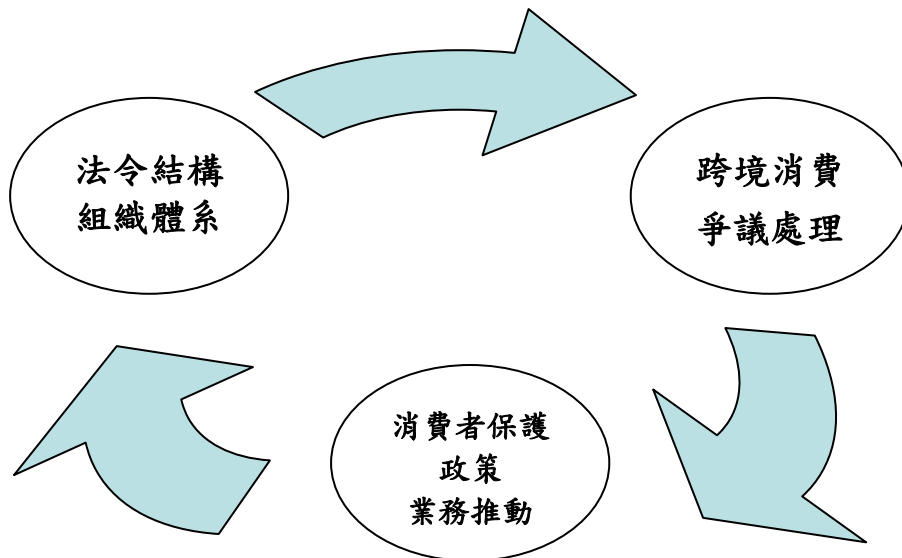 法令結構
組織體系
跨境消費
爭議處理
消費者保護
政策
業務推動